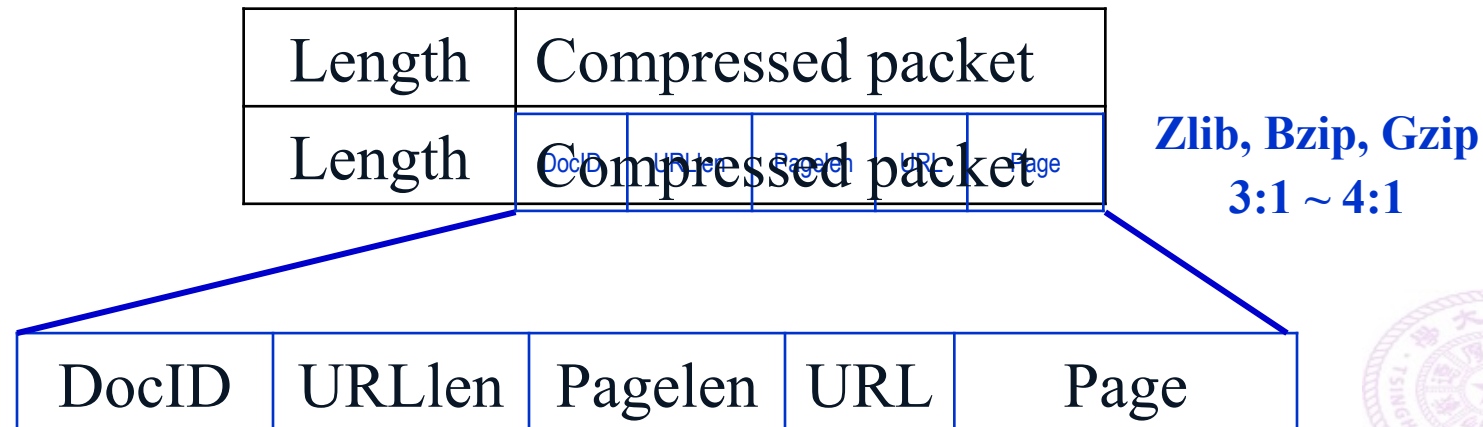 Length Compressed packet
Length Compressed packet
DocID URLlen Pagelen URL Page
Zlib, Bzip, Gzip
3:1 ~ 4:1
DocID URLlen Pagelen URL Page